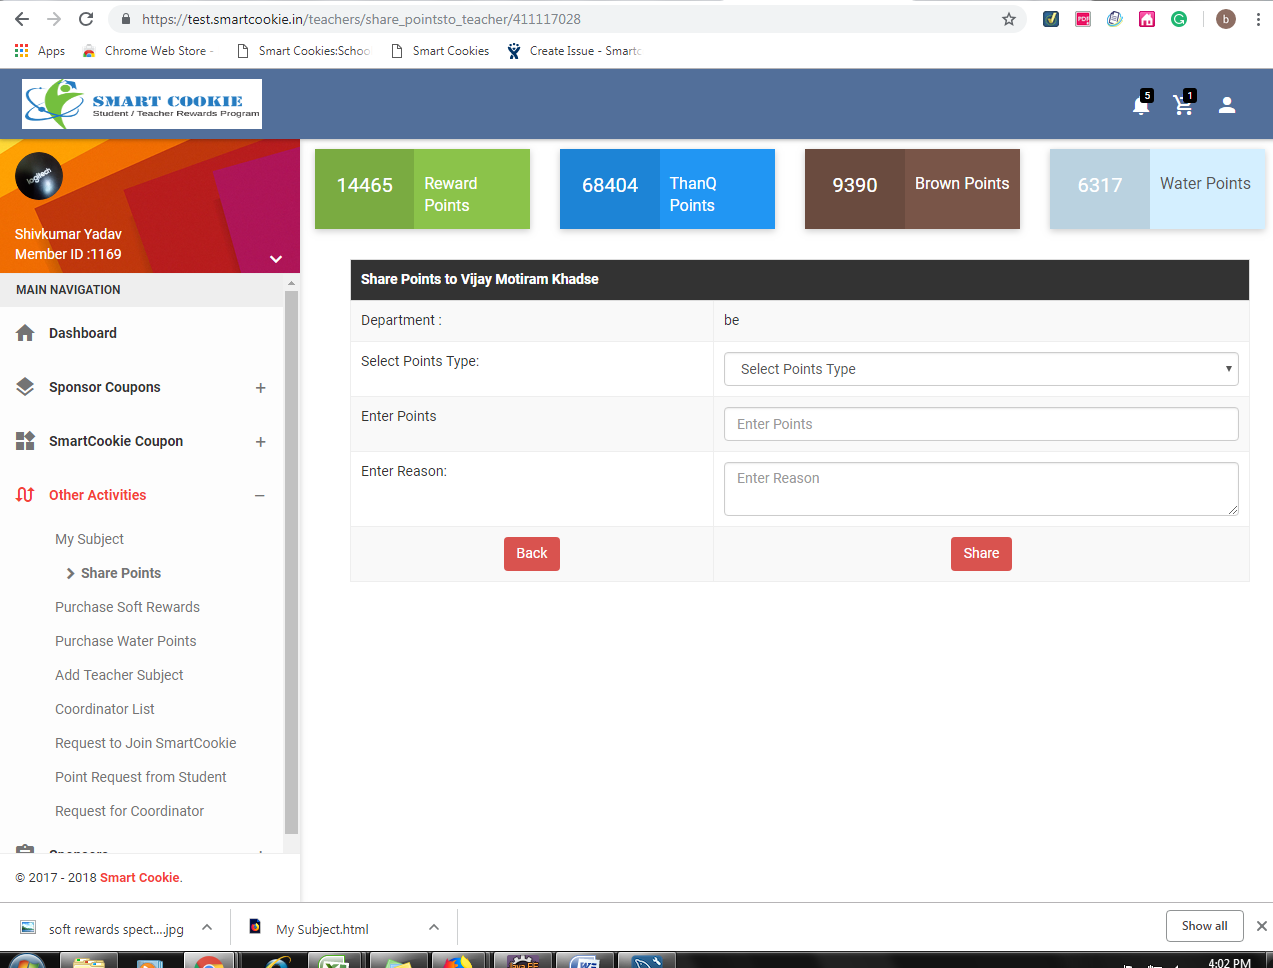 https://test.smartcookie.in/teachers/share_pointsto_teacher/411117028
PDF
b
Apps
Chrome Web Store -
Smart Cookies:Schoo
Smart Cookies
Create Issue - Smartc
SMART COOKIE
Student / Teacher Rewards Program
5
1
logitech
Shivkumar Yadav
Member ID :1169
14465
Reward Points
68404
ThanQ Points
9390
Brown Points
6317
Water Points
MAIN NAVIGATION
Dashboard
Sponsor Coupons +
SmartCookie Coupon +
Other Activities –
My Subject
Share Points
Purchase Soft Rewards
Purchase Water Points
Add Teacher Subject
Coordinator List
Request to Join SmartCookie
Point Request from Student
Request for Coordinator
Sponsors
© 2017 - 2018 Smart Cookie.
Share Points to Vijay Motiram Khadse
Department :
be
Select Points Type:
Select Points Type
Enter Points
Enter Points
Enter Reason:
Enter Reason
Back
Share
soft rewards spect....jpg
My Subject.html
Show all
Java EE
4:02 PM